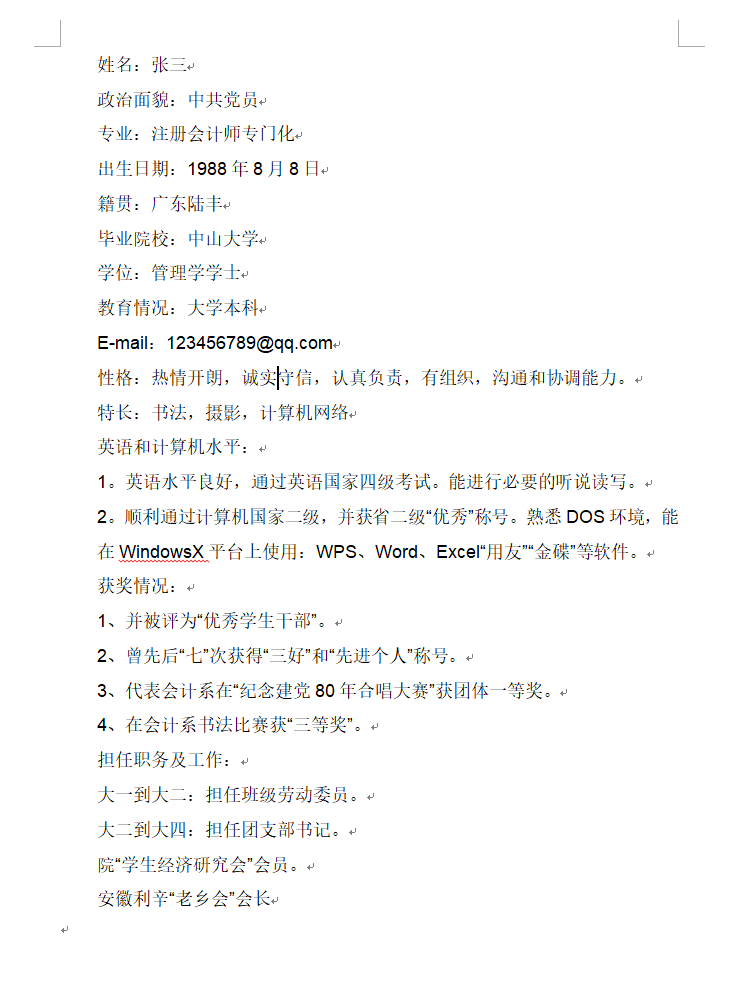 姓名：张三
政治面貌：中共党员
专业：注册会计师专门化
出生日期：1988 年 8 月 8 日
籍贯：广东陆丰
毕业院校：中山大学
学位：管理学学士
教育情况：大学本科
E-mail：123456789@qq.com
性格：热情开朗，诚实守信，认真负责，有组织，沟通和协调能力。
特长：书法，摄影，计算机网络
英语和计算机水平：
1。英语水平良好，通过英语国家四级考试。能进行必要的听说读写。
2。顺利通过计算机国家二级，并获省二级“优秀”称号。熟悉 DOS 环境，能
在 WindowsX 平台上使用：WPS、Word、Excel“用友”“金碟”等软件。
获奖情况：
1、并被评为“优秀学生干部”。
2、曾先后“七”次获得“三好”和“先进个人”称号。
3、代表会计系在“纪念建党 80 年合唱大赛”获团体一等奖。
4、在会计系书法比赛获“三等奖”。
担任职务及工作：
大一到大二：担任班级劳动委员。
大二到大四：担任团支部书记。
院“学生经济研究会”会员。
安徽利辛“老乡会”会长